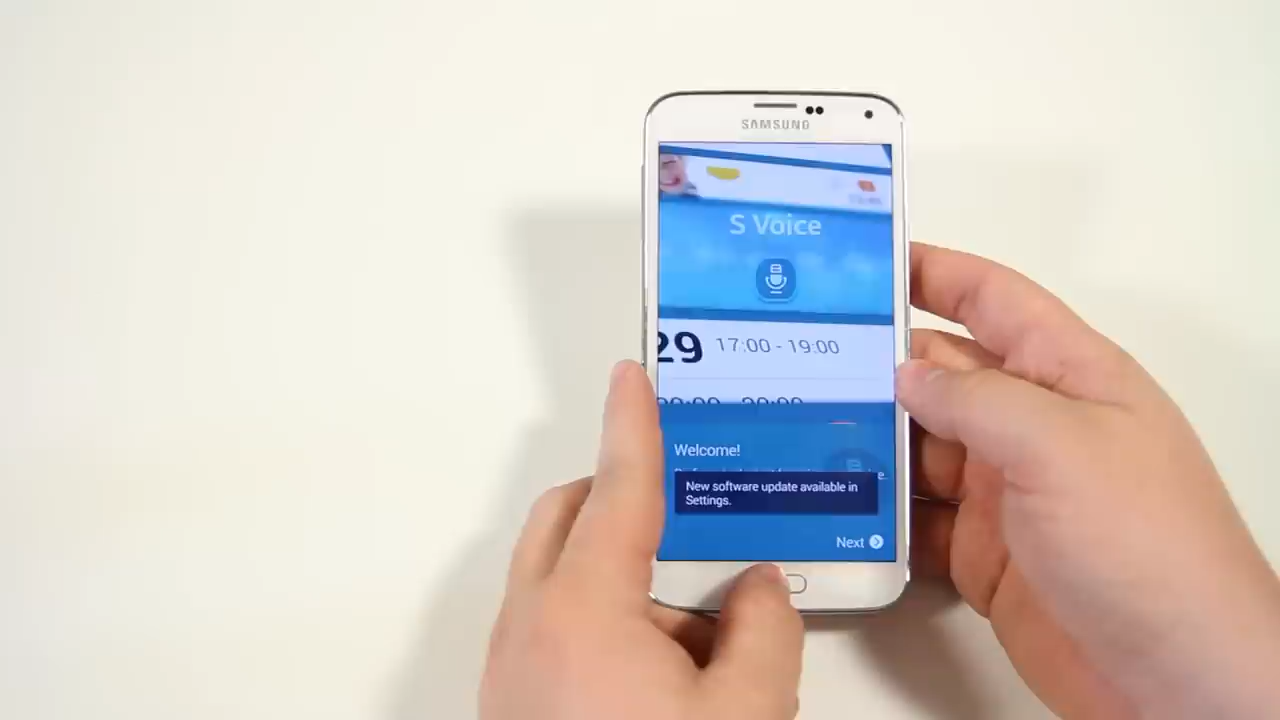 SAMSUNG
S Voice
29 17:00 - 19:00
Welcome!
New software update available in
Settings.
Next